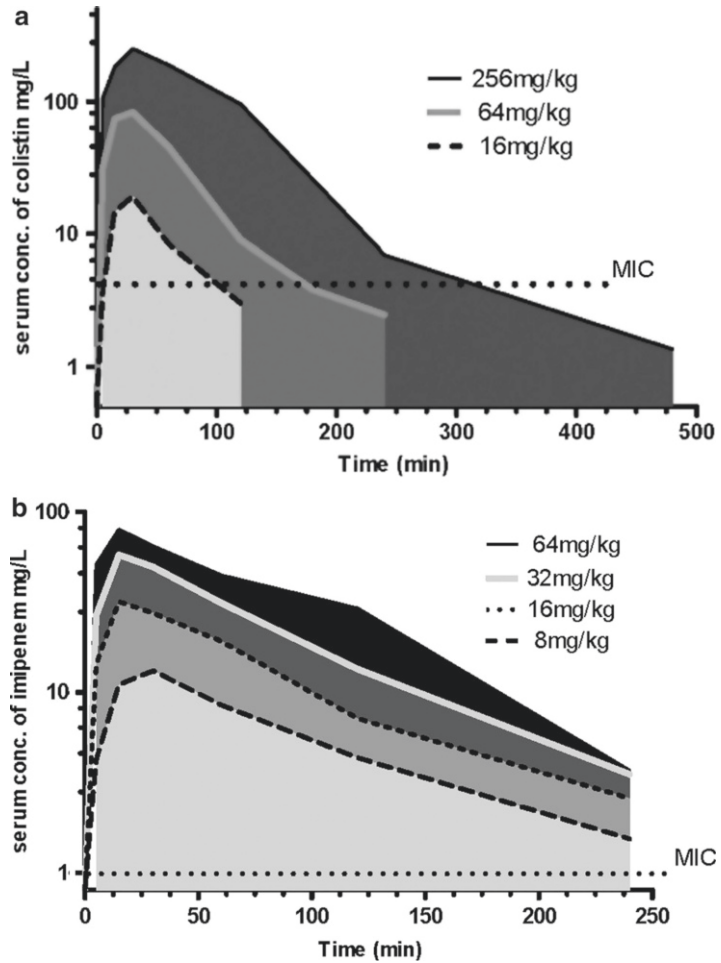 a
serum conc. of colistin mg/L
100
10
1
256mg/kg
64mg/kg
16mg/kg
MIC
0 100 200 300 400 500
Time (min)
b
serum conc. of imipenem mg/L
100
10
1
64mg/kg
32mg/kg
16mg/kg
8mg/kg
MIC
0 50 100 150 200 250
Time (min)